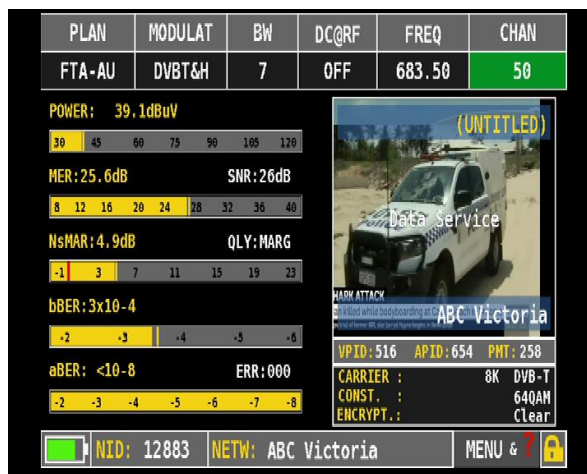 PLAN MODULAT BW DC@RF FREQ CHAN
FTA-AU DVBT&H 7 OFF 683.50 50
POWER: 39.1dBuV
30 45 60 75 90 105 120
MER:25.6dB SNR:26dB
8 12 16 20 24 28 32 36 40
NsMAR:4.9dB QLY:MARG
-1 3 7 11 15 19 23
bBER:3x10-4
-2 -3 -4 -5 -6
aBER: <10-8 ERR:000
-2 -3 -4 -5 -6 -7 -8
(UNTITLED)
Data Service
HARK ATTACK
killed while bodyboarding at
ABC Victoria
VPID:516 APID:654 PMT:258
CARRIER : 8K DVB-T
CONST. : 64QAM
ENCRYPT.: Clear
NID: 12883 NETW: ABC Victoria MENU & ?